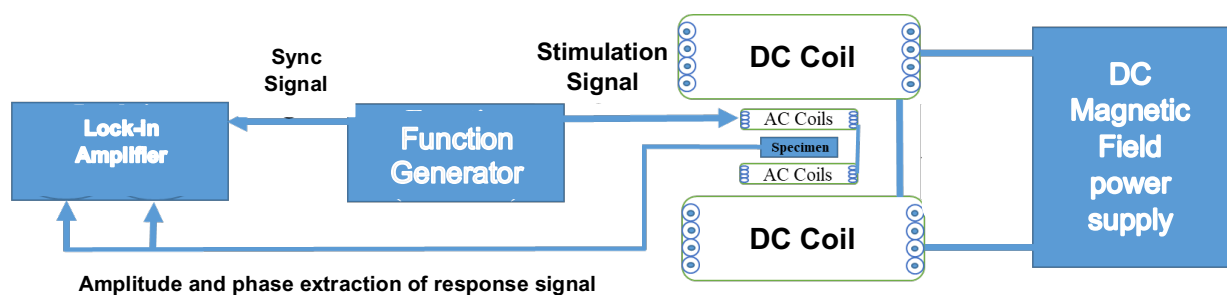 Sync
Signal
Stimulation
Signal
DC Coil
DC
Magnetic
Field
power
supply
Lock-in
Amplifier
Function
Generator
AC Coils
Specimen
AC Coils
DC Coil
Amplitude and phase extraction of response signal